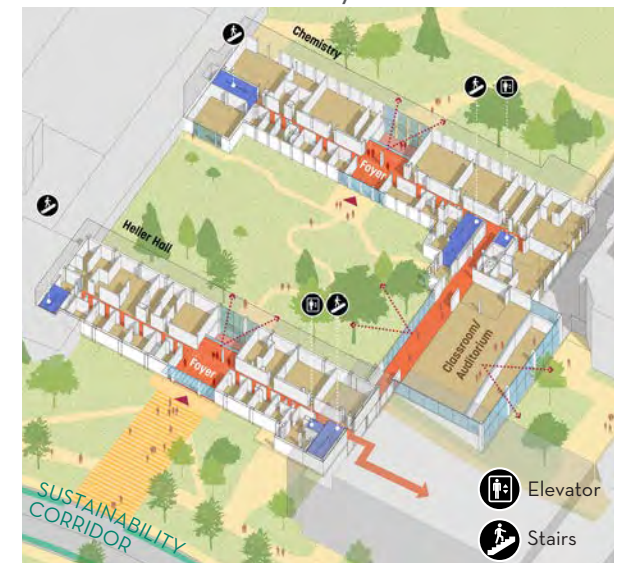 Chemistry
Foyer
Heller Hall
Foyer
Classroom/
Auditorium
SUSTAINABILITY
CORRIDOR
Elevator
Stairs